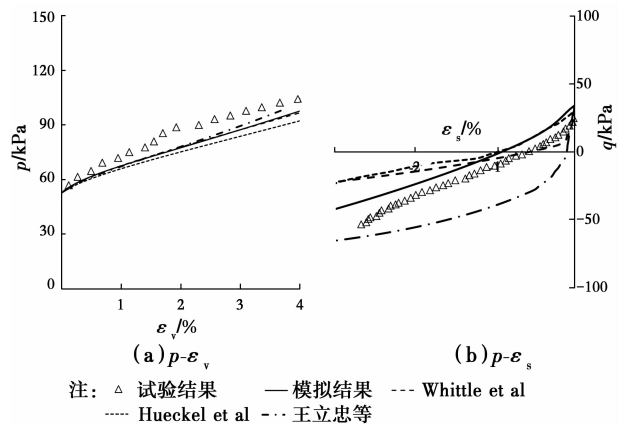 150
120
90
60
30
0
p/kPa
1
2
3
4
ε_v/%
(a)p-ε_v
100
50
0
-50
-100
q/kPa
ε_s/%
2
1
(b)p-ε_s
注: △ 试验结果 —— 模拟结果 --- Whittle et al
----- Hueckel et al -·· 王立忠等